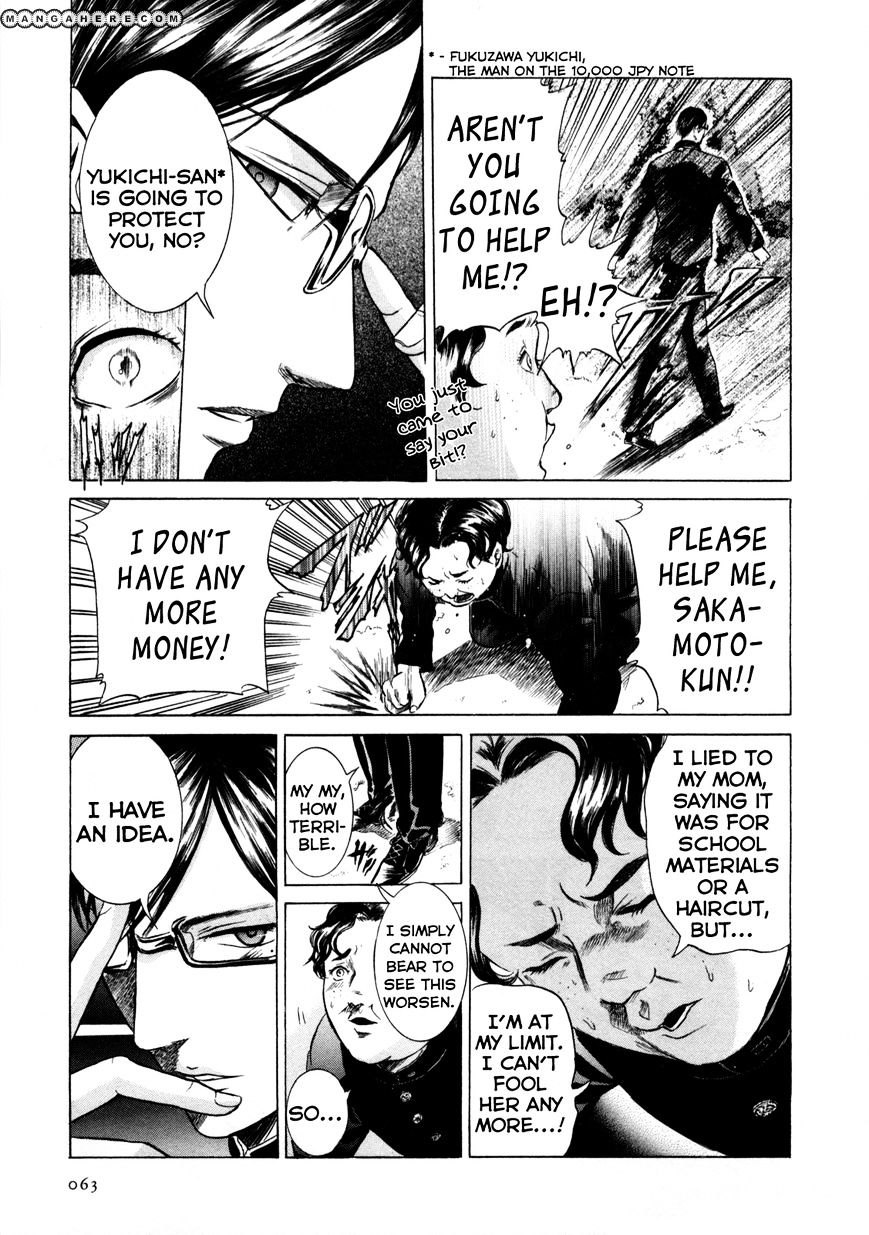 MANGAHERE.COM
* - FUKUZAWA YUKICHI,
THE MAN ON THE 10,000 JPY NOTE
AREN'T
YOU
GOING
TO HELP
ME!?
EH!?
You just
came to
say your
bit!?
YUKICHI-SAN*
IS GOING TO
PROTECT
YOU, NO?
PLEASE
HELP ME,
SAKA-
MOTO-
KUN!!
I DON'T
HAVE ANY
MORE
MONEY!
I LIED TO
MY MOM,
SAYING IT
WAS FOR
SCHOOL
MATERIALS
OR A
HAIRCUT,
BUT...
I'M AT
MY LIMIT.
I CAN'T
FOOL
HER ANY
MORE...!
MY MY,
HOW
TERRI-
BLE.
I SIMPLY
CANNOT
BEAR TO
SEE THIS
WORSEN.
SO...
I HAVE
AN IDEA.
063